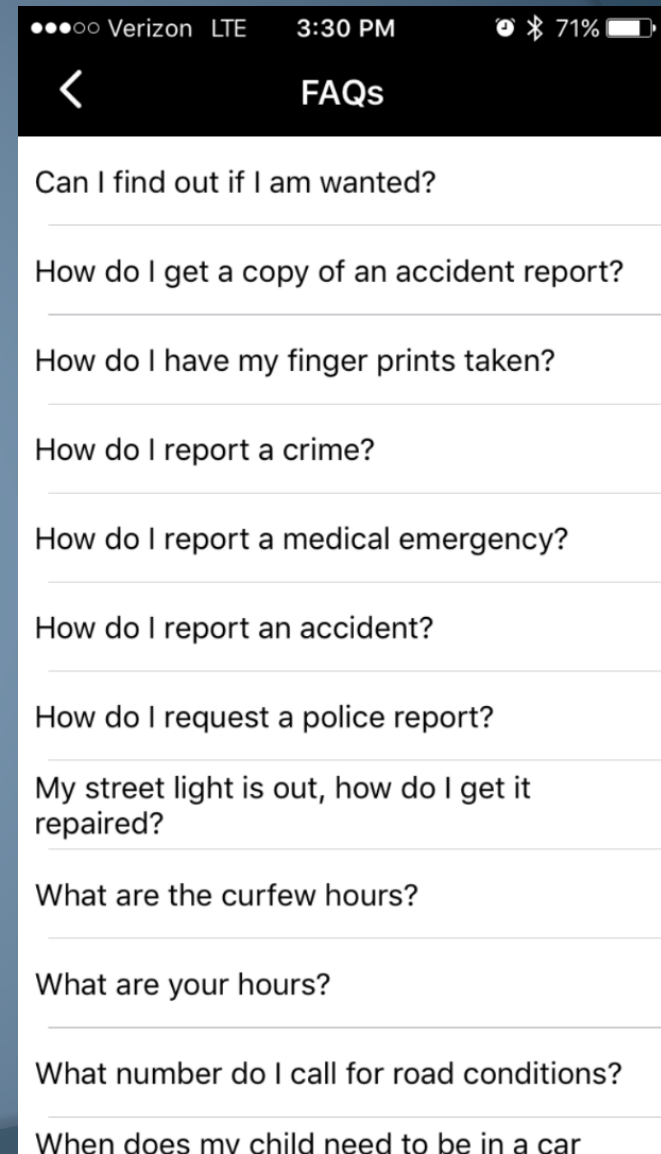 Verizon LTE 3:30 PM 71%
FAQs
Can I find out if I am wanted?
How do I get a copy of an accident report?
How do I have my finger prints taken?
How do I report a crime?
How do I report a medical emergency?
How do I report an accident?
How do I request a police report?
My street light is out, how do I get it
repaired?
What are the curfew hours?
What are your hours?
What number do I call for road conditions?
When does my child need to be in a car